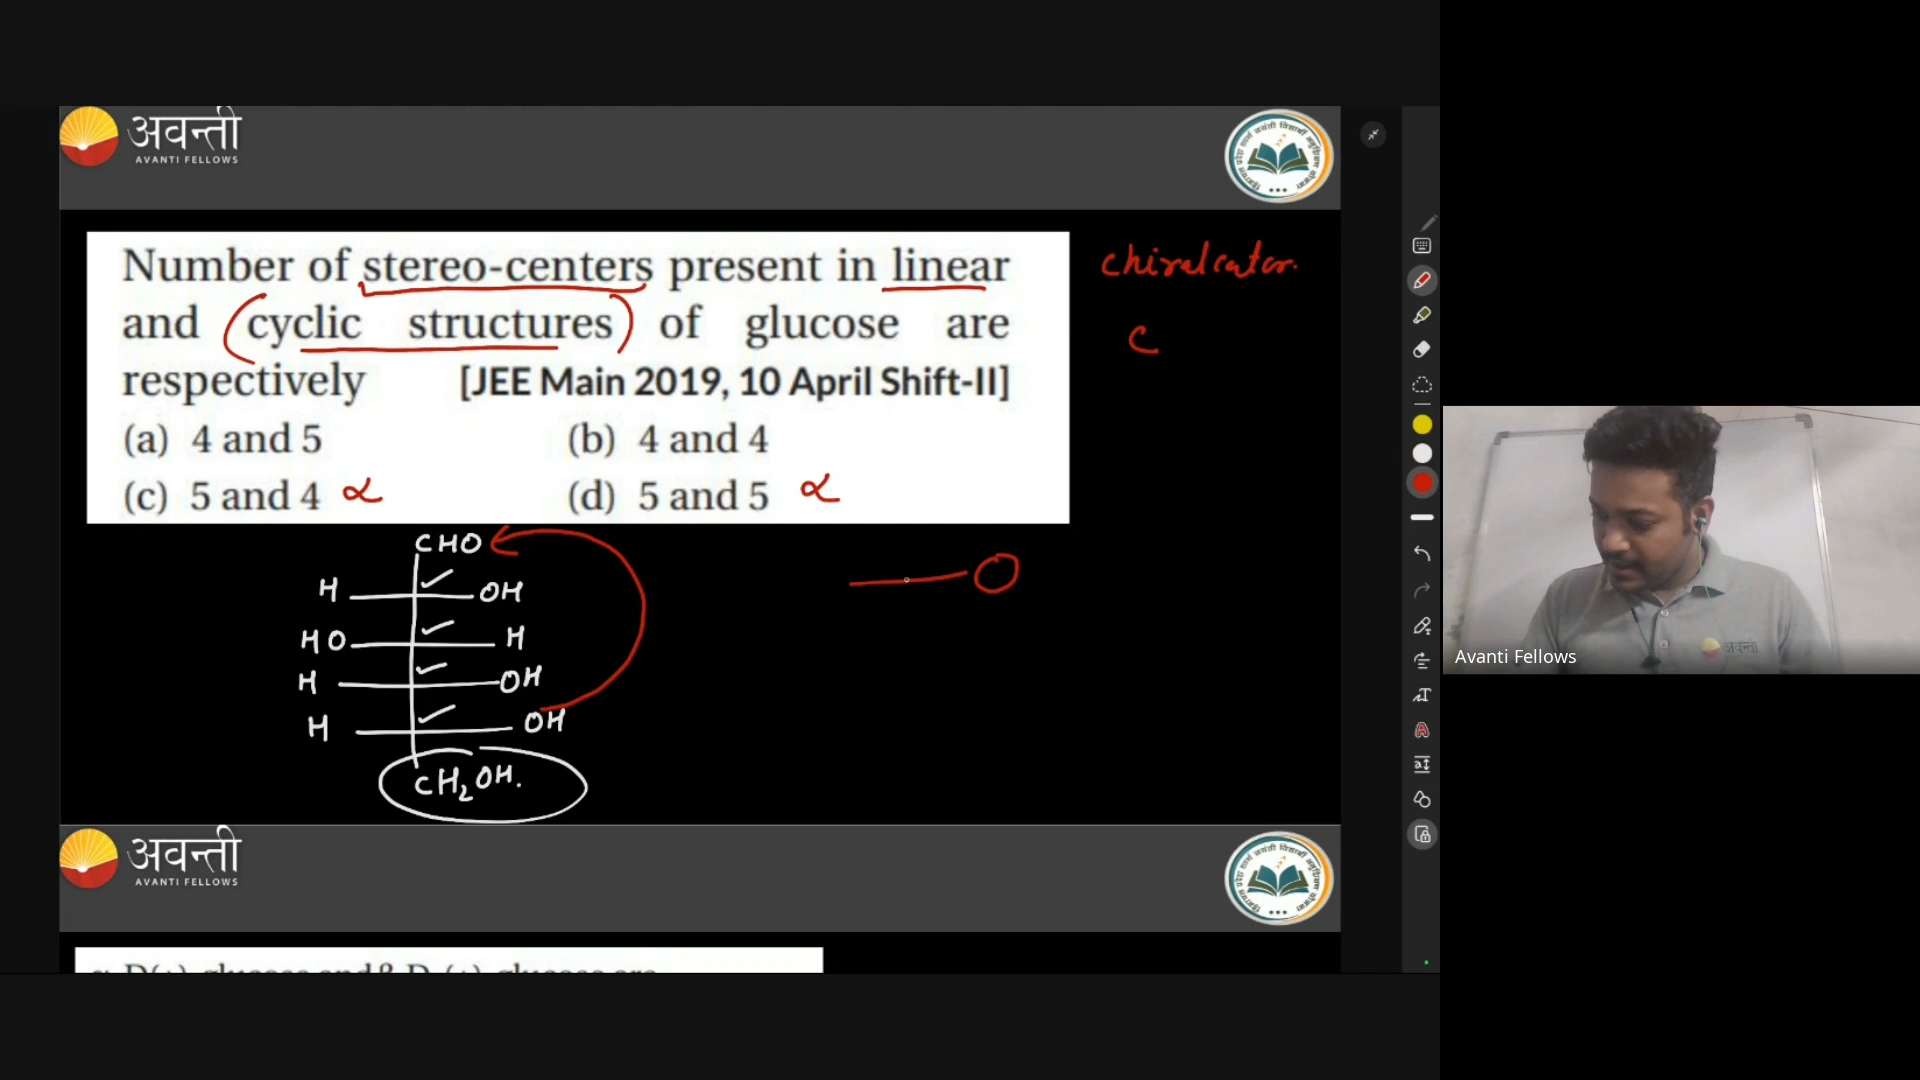 अवन्ती
AVANTI FELLOWS
Number of stereo-centers present in linear
and (cyclic structures) of glucose are
respectively [JEE Main 2019, 10 April Shift-II]
(a) 4 and 5 (b) 4 and 4
(c) 5 and 4 α (d) 5 and 5 α
C
CHO
H OH
HO H
H OH
H OH
CH2OH.
O
अवन्ती
AVANTI FELLOWS
Avanti Fellows